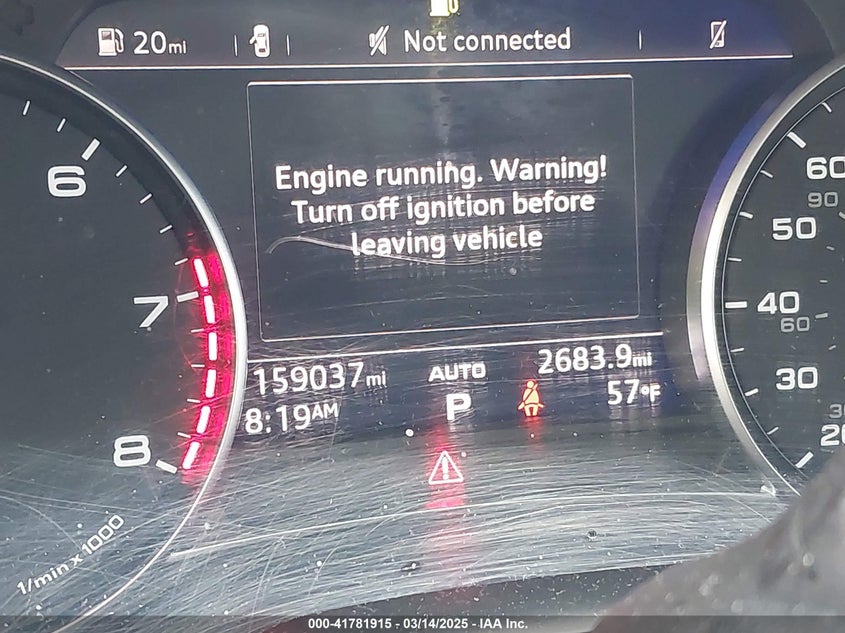 20mi
Not connected
Engine running. Warning!
Turn off ignition before
leaving vehicle
159037mi
AUTO
2683.9mi
8:19AM
P
57°F
6
7
8
1/min x 1000
60
90
50
40
60
30
30
20
000-41781915 - 03/14/2025 - IAA Inc.